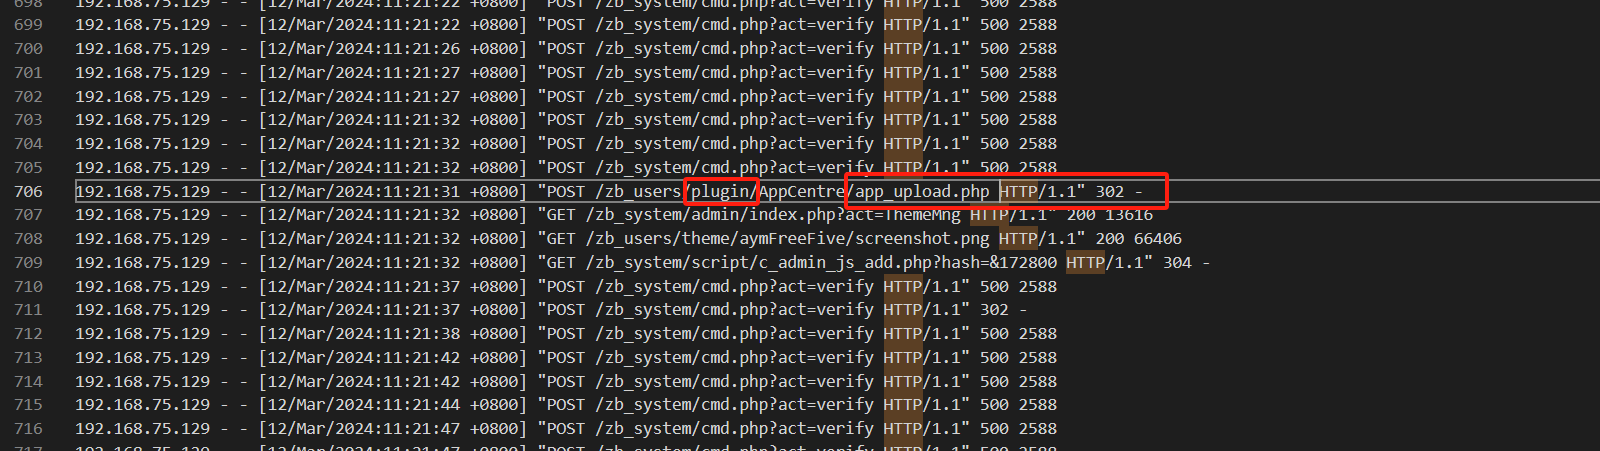 698 192.168.75.129 - - [12/Mar/2024:11:21:22 +0800] "POST /zb_system/cmd.php?act=verify HTTP/1.1" 500 2588
699 192.168.75.129 - - [12/Mar/2024:11:21:22 +0800] "POST /zb_system/cmd.php?act=verify HTTP/1.1" 500 2588
700 192.168.75.129 - - [12/Mar/2024:11:21:26 +0800] "POST /zb_system/cmd.php?act=verify HTTP/1.1" 500 2588
701 192.168.75.129 - - [12/Mar/2024:11:21:27 +0800] "POST /zb_system/cmd.php?act=verify HTTP/1.1" 500 2588
702 192.168.75.129 - - [12/Mar/2024:11:21:27 +0800] "POST /zb_system/cmd.php?act=verify HTTP/1.1" 500 2588
703 192.168.75.129 - - [12/Mar/2024:11:21:32 +0800] "POST /zb_system/cmd.php?act=verify HTTP/1.1" 500 2588
704 192.168.75.129 - - [12/Mar/2024:11:21:32 +0800] "POST /zb_system/cmd.php?act=verify HTTP/1.1" 500 2588
705 192.168.75.129 - - [12/Mar/2024:11:21:32 +0800] "POST /zb_system/cmd.php?act=verify HTTP/1.1" 500 2588
706 192.168.75.129 - - [12/Mar/2024:11:21:31 +0800] "POST /zb_users/plugin/AppCentre/app_upload.php HTTP/1.1" 302 -
707 192.168.75.129 - - [12/Mar/2024:11:21:32 +0800] "GET /zb_system/admin/index.php?act=ThemeMng HTTP/1.1" 200 13616
708 192.168.75.129 - - [12/Mar/2024:11:21:32 +0800] "GET /zb_users/theme/aymFreeFive/screenshot.png HTTP/1.1" 200 66406
709 192.168.75.129 - - [12/Mar/2024:11:21:32 +0800] "GET /zb_system/script/c_admin_js_add.php?hash=&172800 HTTP/1.1" 304 -
710 192.168.75.129 - - [12/Mar/2024:11:21:37 +0800] "POST /zb_system/cmd.php?act=verify HTTP/1.1" 500 2588
711 192.168.75.129 - - [12/Mar/2024:11:21:37 +0800] "POST /zb_system/cmd.php?act=verify HTTP/1.1" 302 -
712 192.168.75.129 - - [12/Mar/2024:11:21:38 +0800] "POST /zb_system/cmd.php?act=verify HTTP/1.1" 500 2588
713 192.168.75.129 - - [12/Mar/2024:11:21:42 +0800] "POST /zb_system/cmd.php?act=verify HTTP/1.1" 500 2588
714 192.168.75.129 - - [12/Mar/2024:11:21:42 +0800] "POST /zb_system/cmd.php?act=verify HTTP/1.1" 500 2588
715 192.168.75.129 - - [12/Mar/2024:11:21:44 +0800] "POST /zb_system/cmd.php?act=verify HTTP/1.1" 500 2588
716 192.168.75.129 - - [12/Mar/2024:11:21:47 +0800] "POST /zb_system/cmd.php?act=verify HTTP/1.1" 500 2588
717 192.168.75.129 - - [12/Mar/2024:11:21:47 +0800] "POST /zb_system/cmd.php?act=verify HTTP/1.1" 500 2588